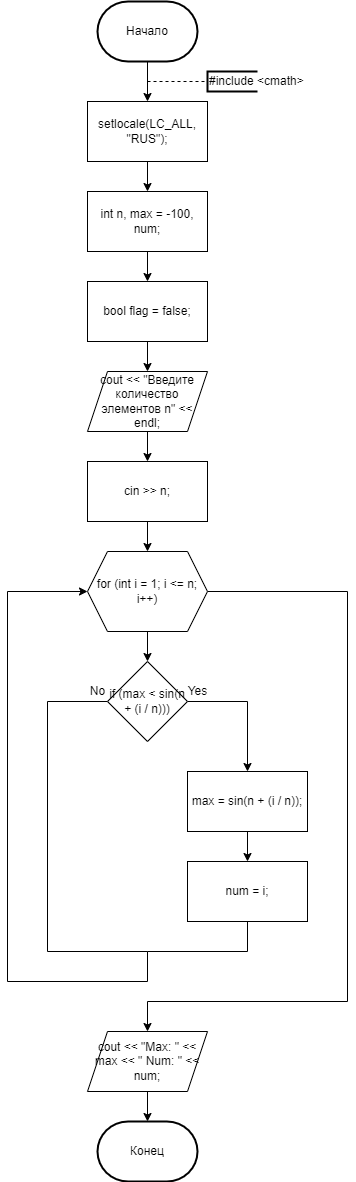 Начало
#include <cmath>
setlocale(LC_ALL,
"RUS");
int n, max = -100,
num;
bool flag = false;
cout << "Введите
количество
элементов n" <<
endl;
cin >> n;
for (int i = 1; i <= n;
i++)
No
if (max < sin(n
+ (i / n)))
Yes
max = sin(n + (i / n));
num = i;
cout << "Max: " <<
max << " Num: " <<
num;
Конец